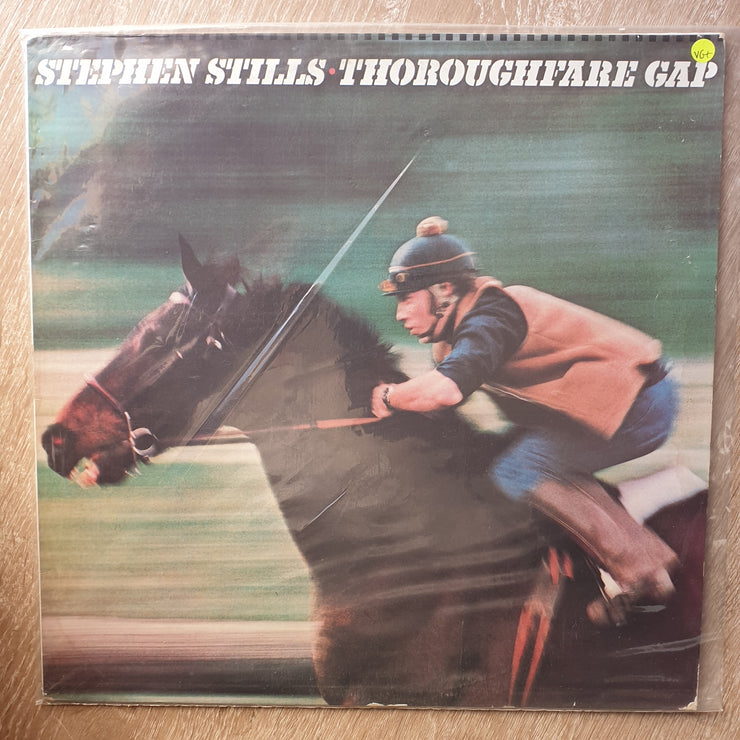 STEPHEN STILLS • THOROUGHFARE GAP
VG+